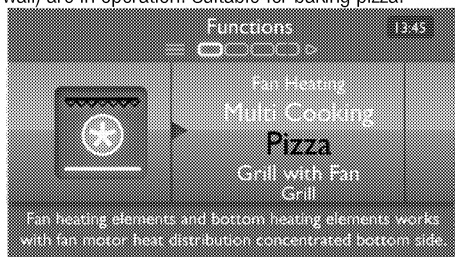 wall) are in operation. Suitable for baking pizza.
Functions
13:45
Fan Heating
Multi Cooking
Pizza
Grill with Fan
Grill
Fan heating elements and bottom heating elements works
with fan motor heat distribution concentrated bottom side.